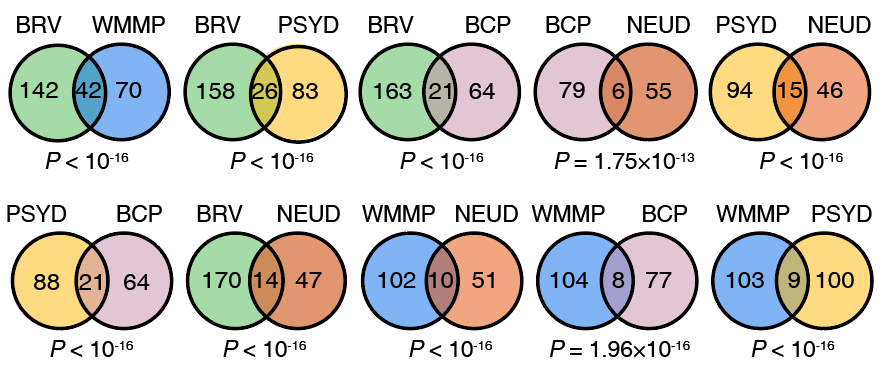 BRV WMMP BRV PSYD BRV BCP BCP NEUD PSYD NEUD
142 42 70 158 26 83 163 21 64 79 6 55 94 15 46
P < 10⁻¹⁶ P < 10⁻¹⁶ P < 10⁻¹⁶ P = 1.75×10⁻¹³ P < 10⁻¹⁶
PSYD BCP BRV NEUD WMMP NEUD WMMP BCP WMMP PSYD
88 21 64 170 14 47 102 10 51 104 8 77 103 9 100
P < 10⁻¹⁶ P < 10⁻¹⁶ P < 10⁻¹⁶ P = 1.96×10⁻¹⁶ P < 10⁻¹⁶